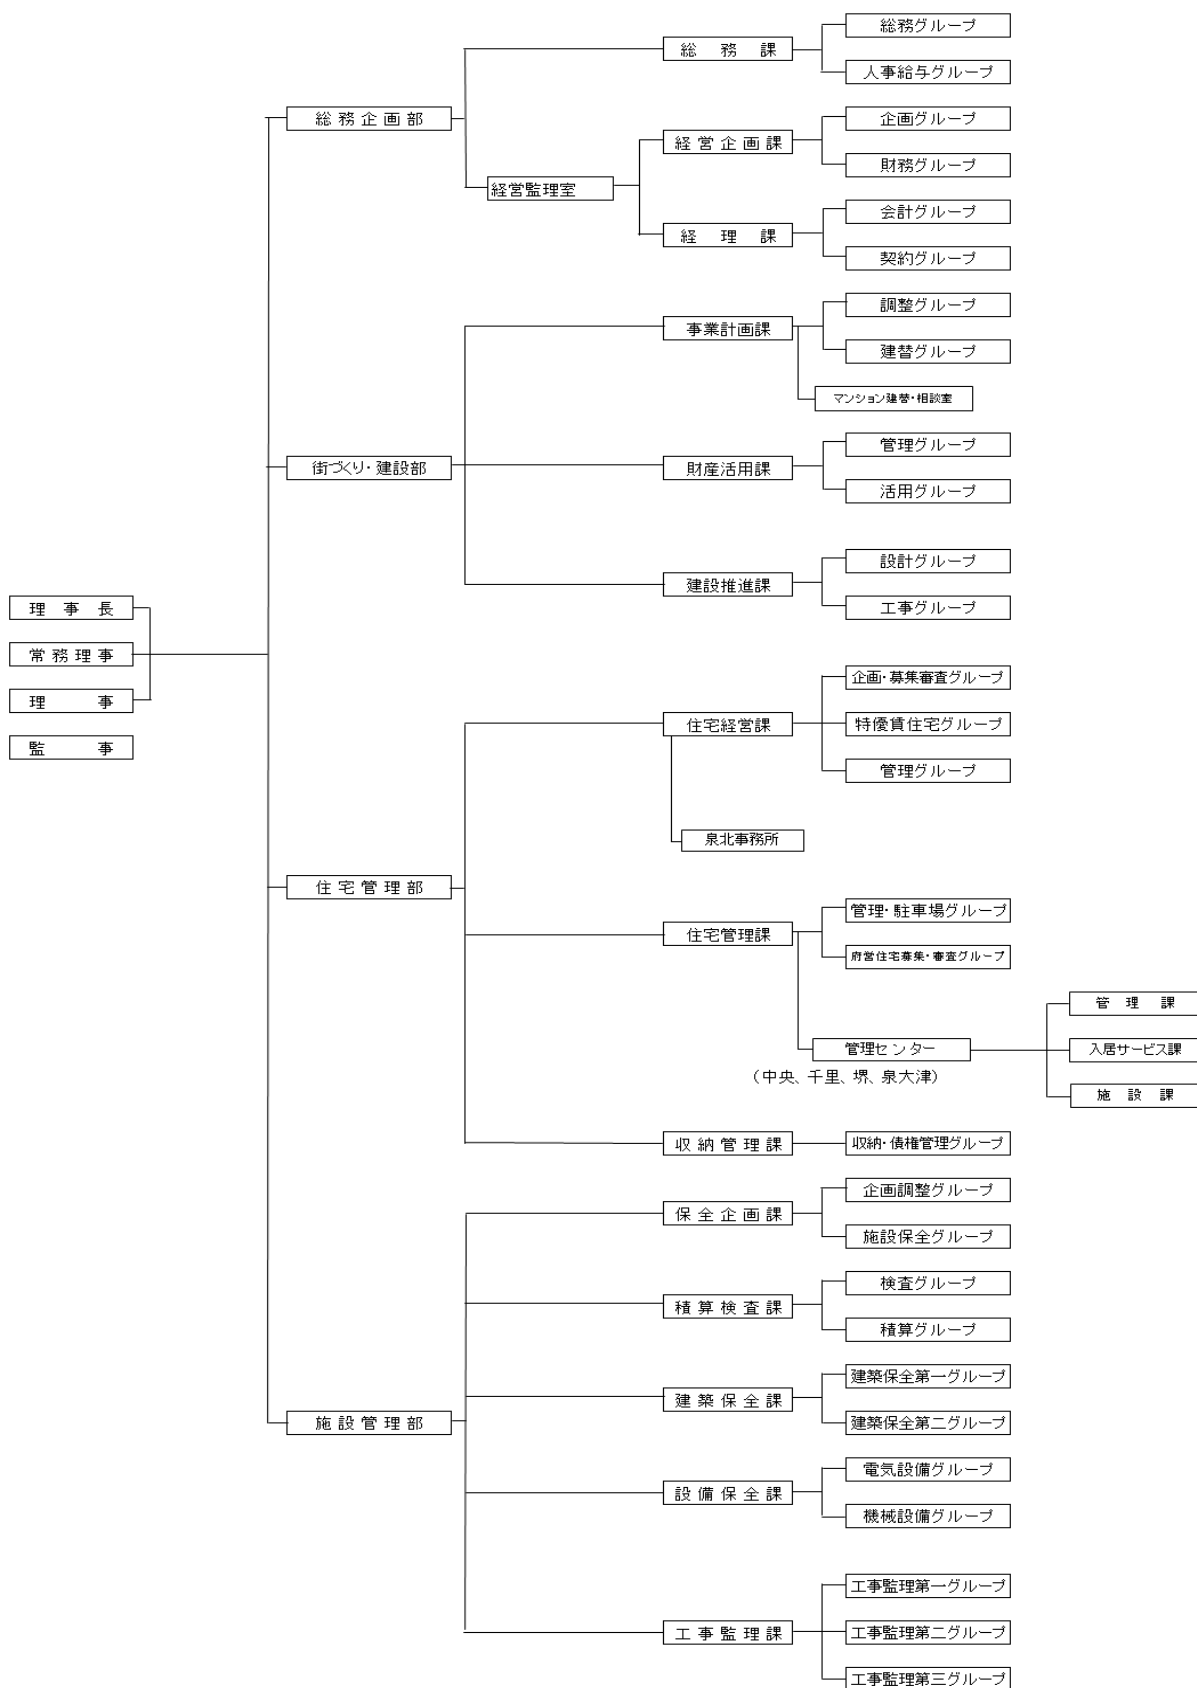 総務グループ
総務課
人事給与グループ
総務企画部
企画グループ
経営企画課
財務グループ
経営監理室
会計グループ
経理課
契約グループ
調整グループ
事業計画課
建替グループ
マンション建替・相談室
街づくり・建設部
管理グループ
財産活用課
活用グループ
設計グループ
建設推進課
工事グループ
理事長
常務理事
理事
監事
企画・募集審査グループ
住宅経営課
特優賃住宅グループ
管理グループ
泉北事務所
住宅管理部
管理・駐車場グループ
住宅管理課
府営住宅募集・審査グループ
管理センター
(中央、千里、堺、泉大津)
管理課
入居サービス課
施設課
収納管理課
収納・債権管理グループ
企画調整グループ
保全企画課
施設保全グループ
検査グループ
積算検査課
積算グループ
建築保全第一グループ
建築保全課
建築保全第二グループ
施設管理部
電気設備グループ
設備保全課
機械設備グループ
工事監理第一グループ
工事監理課
工事監理第二グループ
工事監理第三グループ